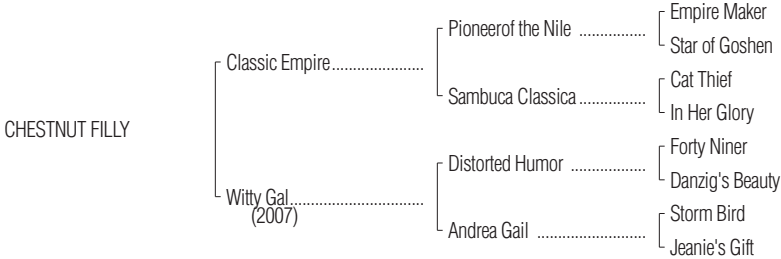 Empire Maker
Pioneerof the Nile ................
Star of Goshen
Classic Empire......................
Cat Thief
Sambuca Classica ................
In Her Glory
CHESTNUT FILLY
Forty Niner
Distorted Humor ..................
Danzig's Beauty
Witty Gal................................
(2007)
Storm Bird
Andrea Gail ..........................
Jeanie's Gift